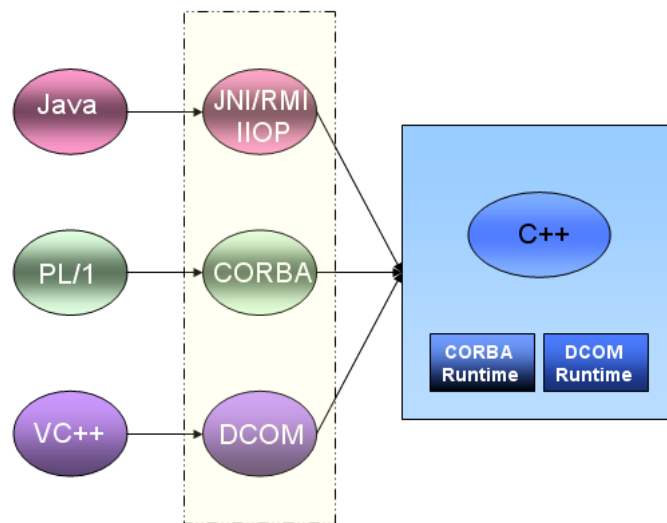 Java
JNI/RMI
IIOP
PL/1
CORBA
VC++
DCOM
C++
CORBA
Runtime
DCOM
Runtime